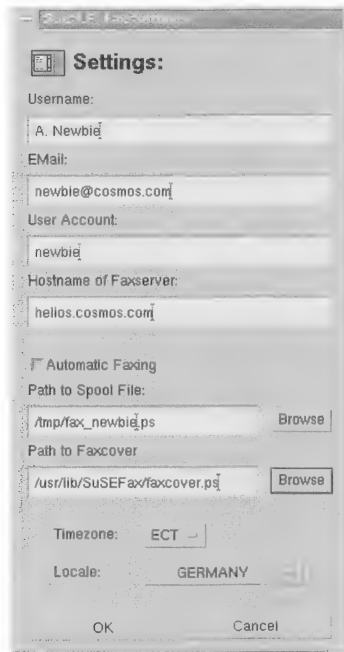 Settings:
Username:
A. Newbie
EMail:
newbie@cosmos.com
User Account:
newbie
Hostname of Faxserver:
helios.cosmos.com
Automatic Faxing
Path to Spool File:
/tmp/fax_newbie.ps
Browse
Path to Faxcover
/usr/lib/SuSEFax/faxcover.ps
Browse
Timezone: ECT
Locale: GERMANY
OK Cancel